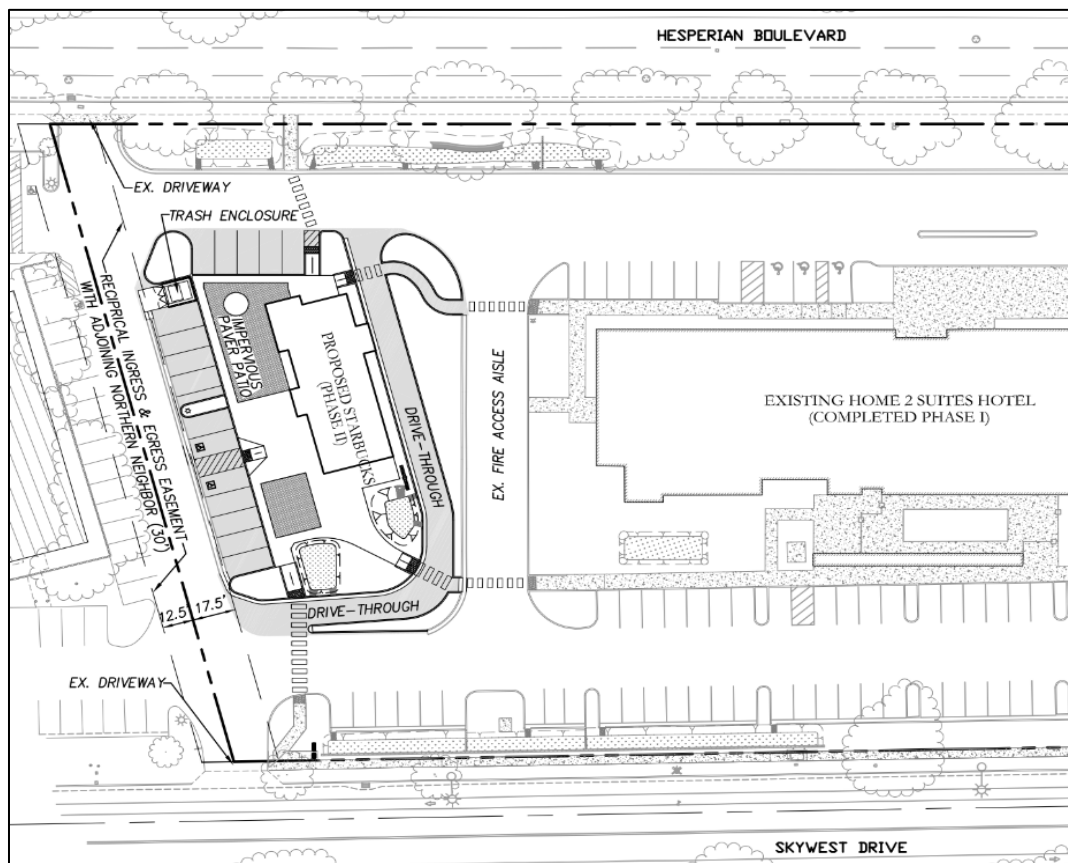 HESPERIAN BOULEVARD
EX. DRIVEWAY
TRASH ENCLOSURE
RECIPRICAL INGRESS & EGRESS EASEMENT
WITH ADJOINING NORTHERN NEIGHBOR (30')
IMPERVIOUS
PAVER PATIO
PROPOSED STARBUCKS
(PHASE II)
DRIVE-THROUGH
EX. FIRE ACCESS AISLE
EXISTING HOME 2 SUITES HOTEL
(COMPLETED PHASE I)
12.5'
17.5'
DRIVE-THROUGH
EX. DRIVEWAY
SKYWEST DRIVE